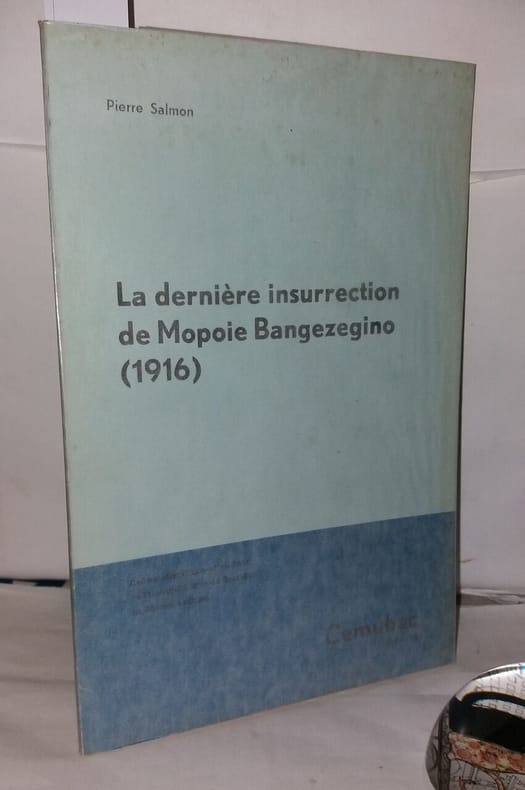 Pierre Salmon
La dernière insurrection
de Mopoie Bangezegino
(1916)
Cemubac